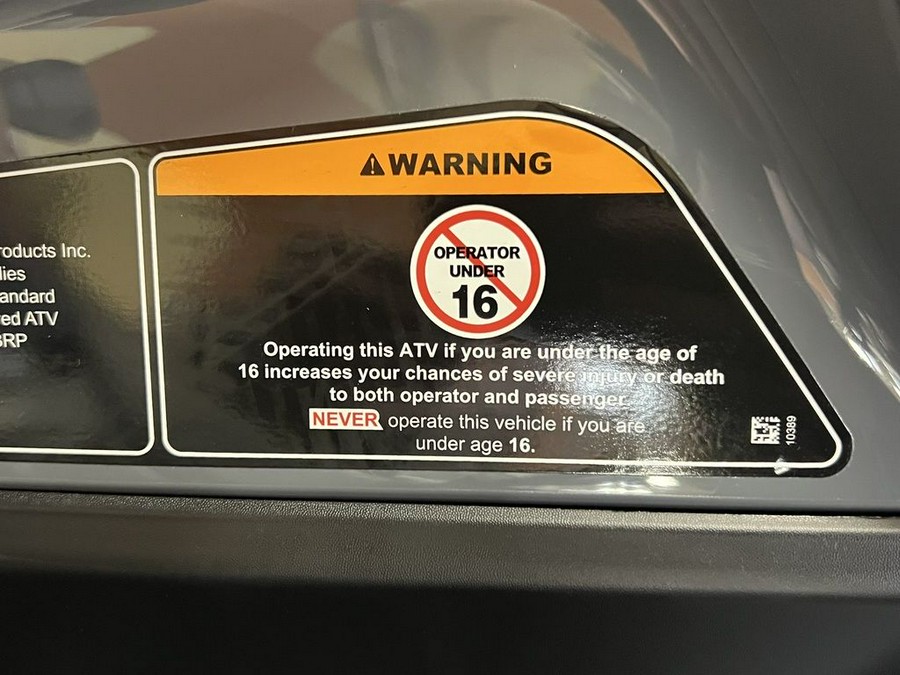 roducts Inc.
lies
andard
red ATV
BRP
WARNING
OPERATOR
UNDER
16
Operating this ATV if you are under the age of
16 increases your chances of severe injury or death
to both operator and passenger.
NEVER operate this vehicle if you are
under age 16.
10389